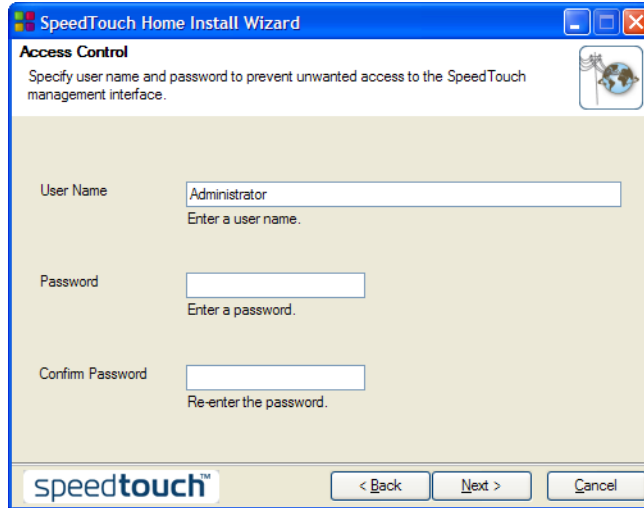 SpeedTouch Home Install Wizard
Access Control
Specify user name and password to prevent unwanted access to the SpeedTouch
management interface.
User Name
Administrator
Enter a user name.
Password
Enter a password.
Confirm Password
Re-enter the password.
speedtouch™
< Back
Next >
Cancel